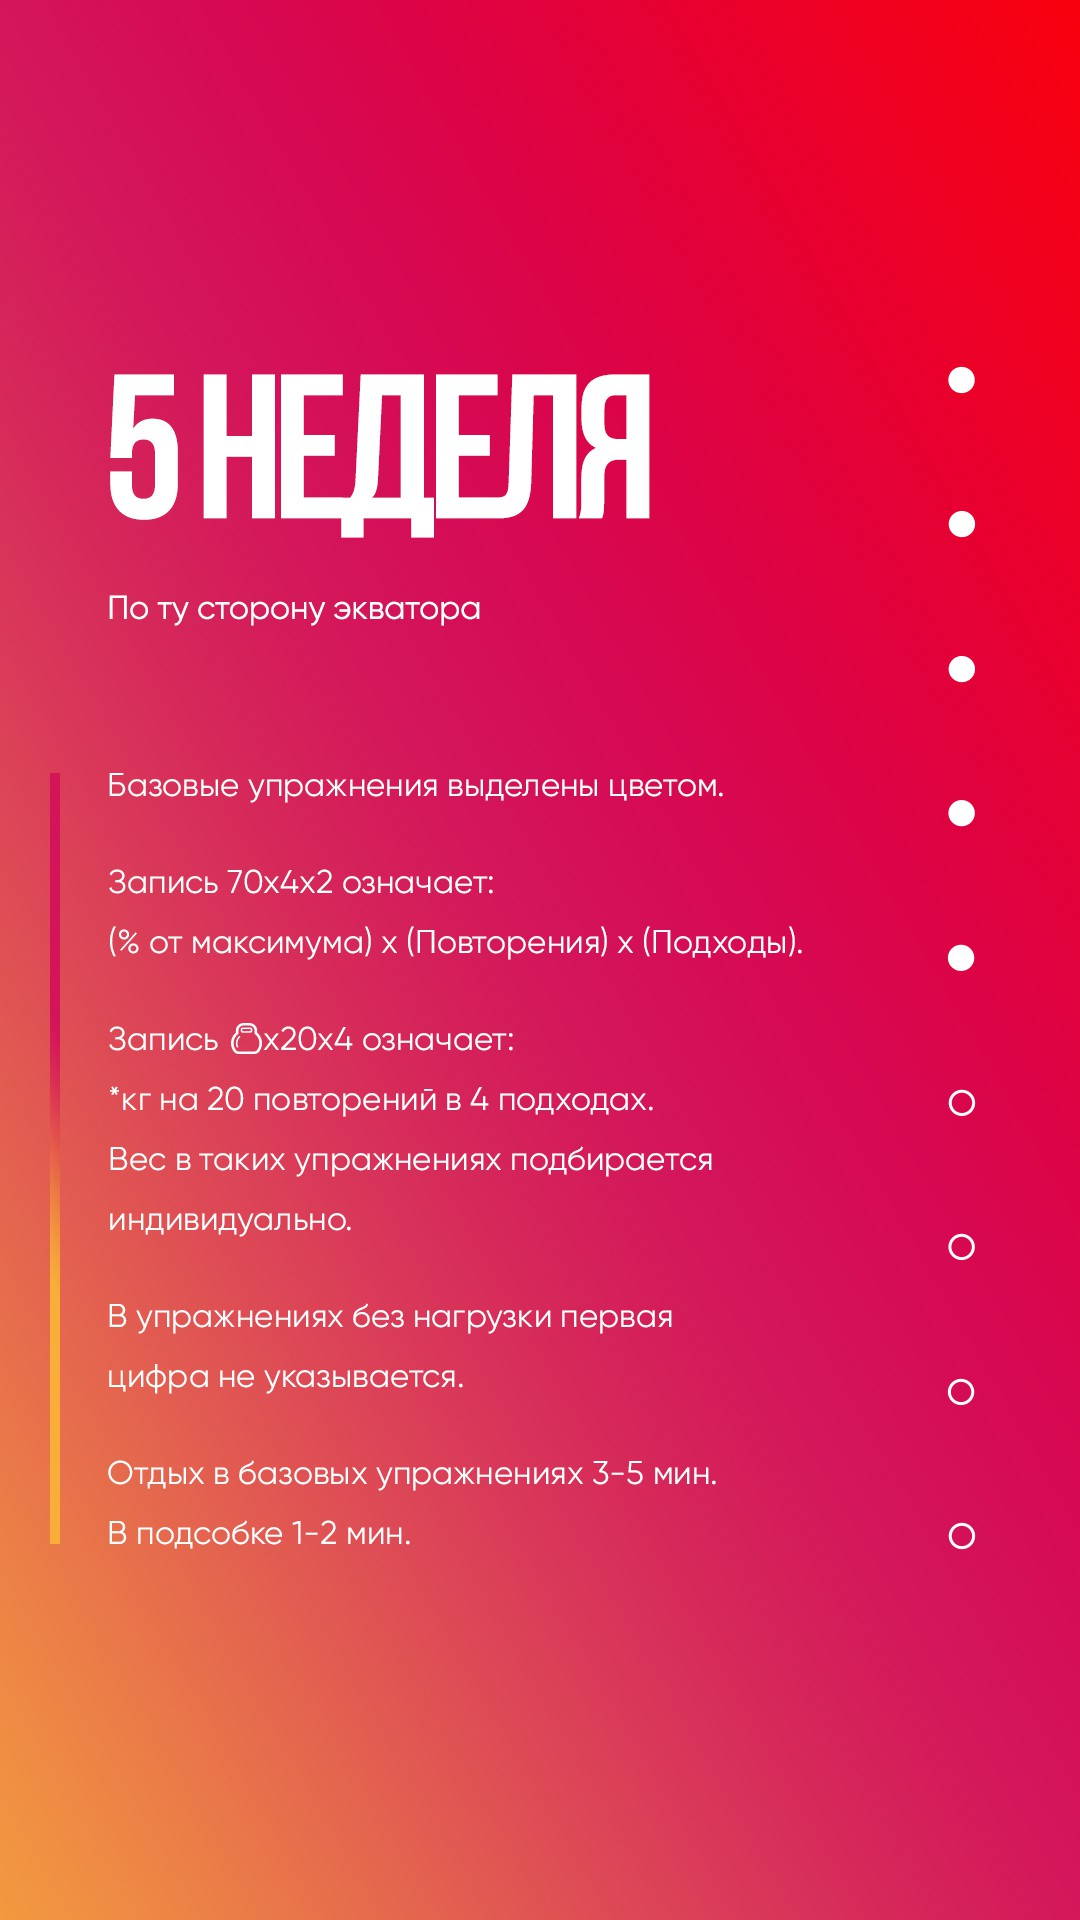 5 НЕДЕЛЯ
По ту сторону экватора
Базовые упражнения выделены цветом.
Запись 70х4х2 означает:
(% от максимума) х (Повторения) х (Подходы).
Запись х20х4 означает:
*кг на 20 повторений в 4 подходах.
Вес в таких упражнениях подбирается
индивидуально.
В упражнениях без нагрузки первая
цифра не указывается.
Отдых в базовых упражнениях 3-5 мин.
В подсобке 1-2 мин.